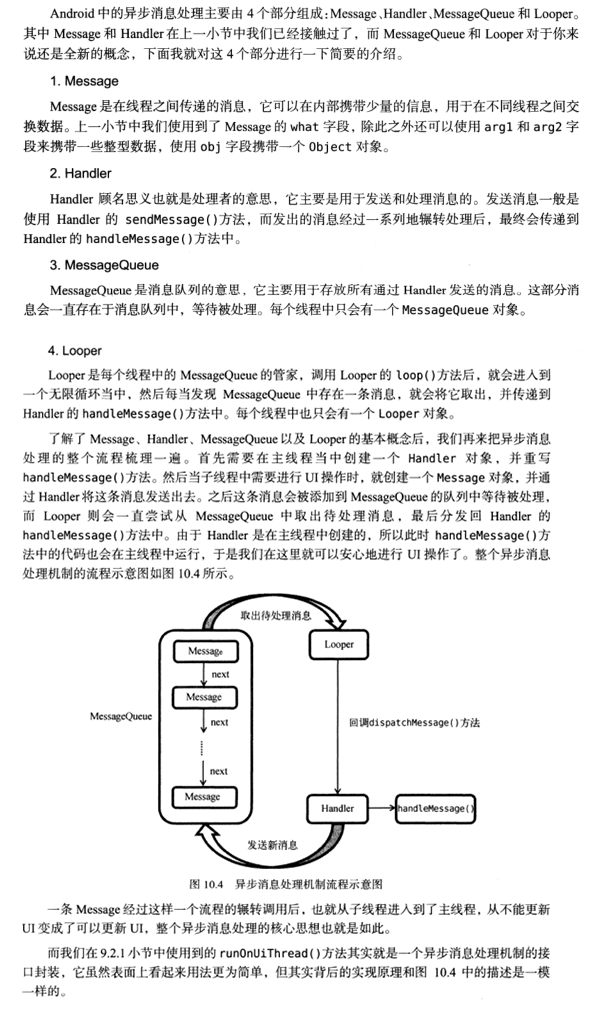 Android 中的异步消息处理主要由 4 个部分组成:Message、Handler、MessageQueue 和 Looper。
其中 Message 和 Handler 在上一小节中我们已经接触过了，而 MessageQueue 和 Looper 对于你来
说还是全新的概念，下面我就对这 4 个部分进行一下简要的介绍。
1. Message
Message 是在线程之间传递的消息，它可以在内部携带少量的信息，用于在不同线程之间交
换数据。上一小节中我们使用到了 Message 的 what 字段，除此之外还可以使用 arg1 和 arg2 字
段来携带一些整型数据，使用 obj 字段携带一个 Object 对象。
2. Handler
Handler 顾名思义也就是处理者的意思，它主要是用于发送和处理消息的。发送消息一般是
使用 Handler 的 sendMessage()方法，而发出的消息经过一系列地辗转处理后，最终会传递到
Handler 的 handleMessage()方法中。
3. MessageQueue
MessageQueue 是消息队列的意思，它主要用于存放所有通过 Handler 发送的消息。这部分消
息会一直存在于消息队列中，等待被处理。每个线程中只会有一个 MessageQueue 对象。
4. Looper
Looper 是每个线程中的 MessageQueue 的管家，调用 Looper 的 loop()方法后，就会进入到
一个无限循环当中，然后每当发现 MessageQueue 中存在一条消息，就会将它取出，并传递到
Handler 的 handleMessage()方法中。每个线程中也只会有一个 Looper 对象。
了解了 Message、Handler、MessageQueue 以及 Looper 的基本概念后，我们再来把异步消息
处理的整个流程梳理一遍。首先需要在主线程当中创建一个 Handler 对象，并重写
handleMessage()方法。然后当子线程中需要进行 UI 操作时，就创建一个 Message 对象，并通
过 Handler 将这条消息发送出去。之后这条消息会被添加到 MessageQueue 的队列中等待被处理，
而 Looper 则会一直尝试从 MessageQueue 中取出待处理消息，最后分发回 Handler 的
handleMessage()方法中。由于 Handler 是在主线程中创建的，所以此时 handleMessage()方
法中的代码也会在主线程中运行，于是我们在这里就可以安心地进行 UI 操作了。整个异步消息
处理机制的流程示意图如图 10.4 所示。
取出待处理消息
Message
Looper
next
Message
MessageQueue
next
回调dispatchMessage()方法
next
Message
Handler
handleMessage()
发送新消息
图 10.4 异步消息处理机制流程示意图
一条 Message 经过这样一个流程的辗转调用后，也就从子线程进入到了主线程，从不能更新
UI 变成了可以更新 UI，整个异步消息处理的核心思想也就是如此。
而我们在 9.2.1 小节中使用到的 runOnUiThread()方法其实就是一个异步消息处理机制的接
口封装，它虽然表面上看起来用法更为简单，但其实背后的实现原理和图 10.4 中的描述是一模
一样的。